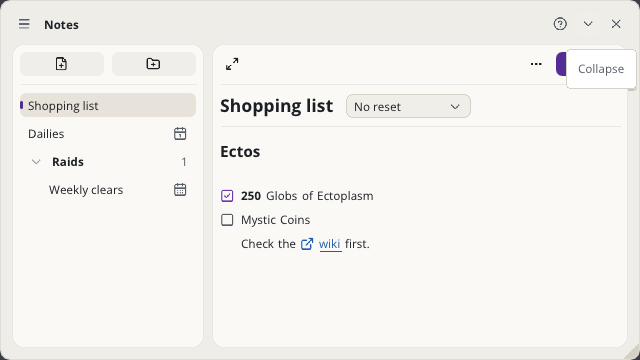 Notes
Collapse
Shopping list
Dailies
Raids 1
Weekly clears
Shopping list No reset
Ectos
250 Globs of Ectoplasm
Mystic Coins
Check the wiki first.